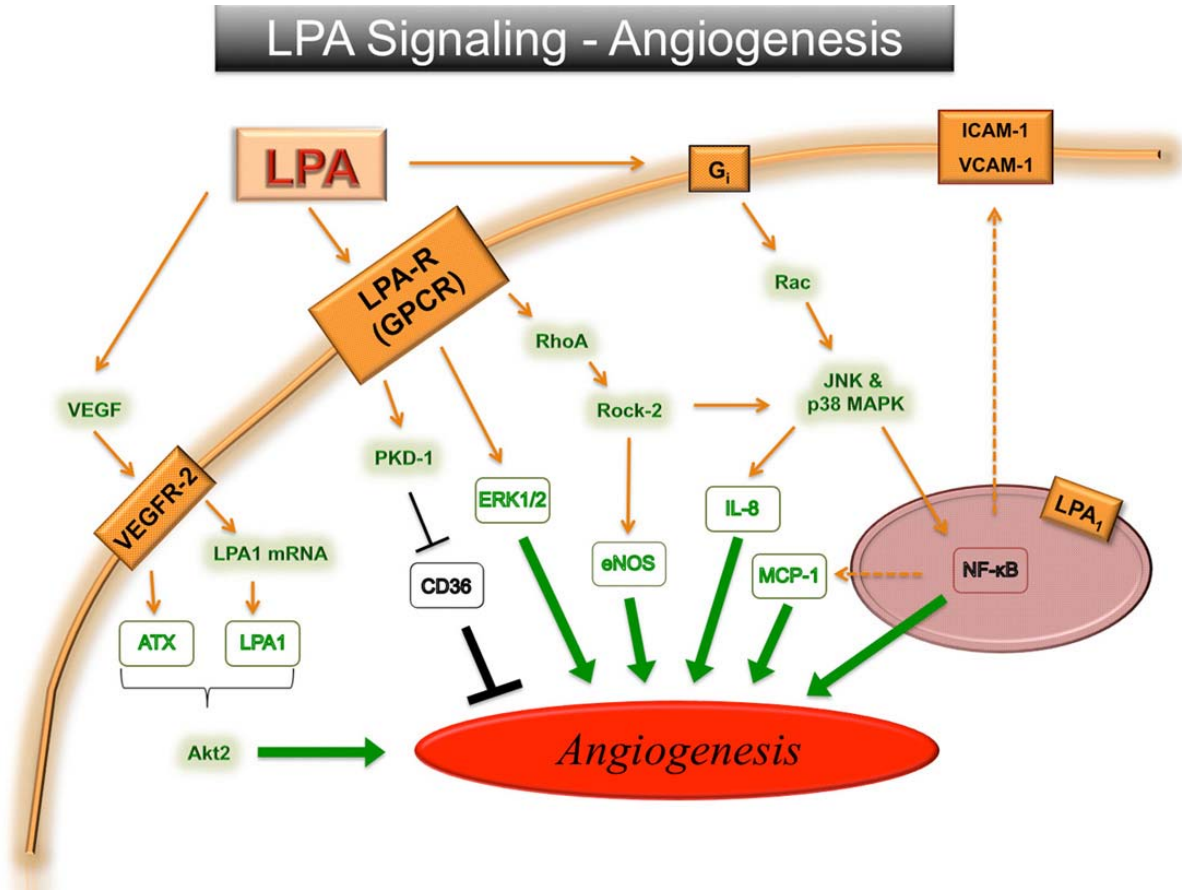 LPA Signaling - Angiogenesis
LPA
Gi
ICAM-1
VCAM-1
LPA-R
(GPCR)
Rac
RhoA
VEGF
JNK &
p38 MAPK
Rock-2
PKD-1
VEGFR-2
ERK1/2
IL-8
LPA1
LPA1 mRNA
eNOS
MCP-1
NF-κB
CD36
ATX
LPA1
Akt2
Angiogenesis